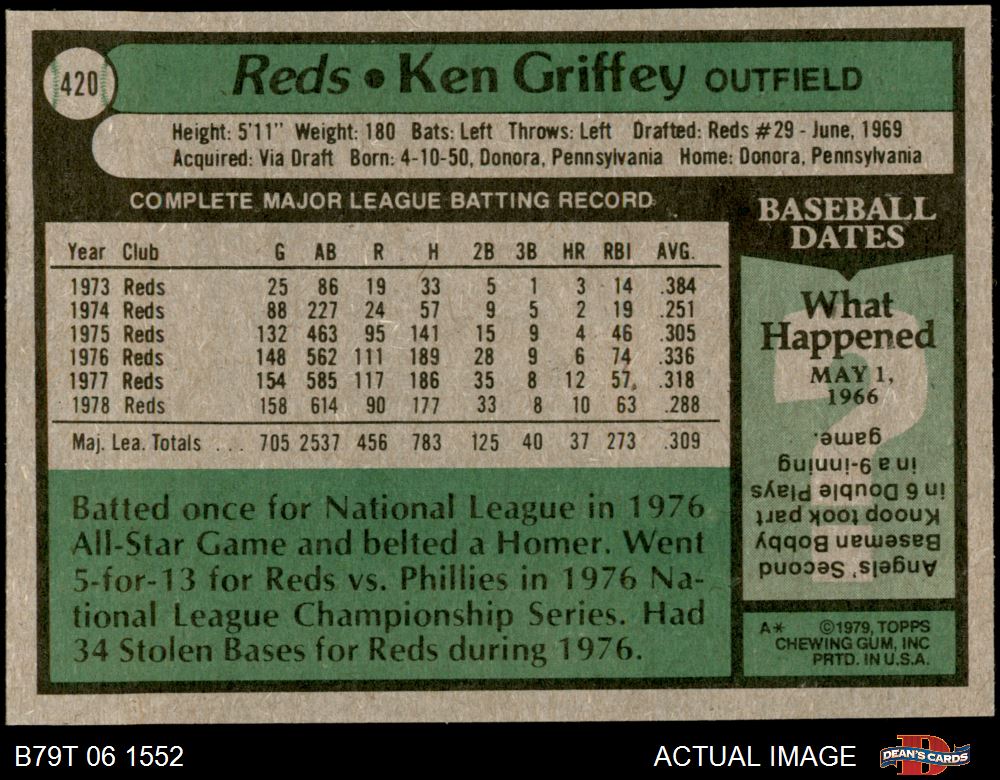 420
Reds • Ken Griffey OUTFIELD
Height: 5'11" Weight: 180 Bats: Left Throws: Left Drafted: Reds #29 - June, 1969
Acquired: Via Draft Born: 4-10-50, Donora, Pennsylvania Home: Donora, Pennsylvania
COMPLETE MAJOR LEAGUE BATTING RECORD
Year Club G AB R H 2B 3B HR RBI AVG.
1973 Reds 25 86 19 33 5 1 3 14 .384
1974 Reds 88 227 24 57 9 5 2 19 .251
1975 Reds 132 463 95 141 15 9 4 46 .305
1976 Reds 148 562 111 189 28 9 6 74 .336
1977 Reds 154 585 117 186 35 8 12 57 .318
1978 Reds 158 614 90 177 33 8 10 63 .288
Maj. Lea. Totals ... 705 2537 456 783 125 40 37 273 .309
Batted once for National League in 1976
All-Star Game and belted a Homer. Went
5-for-13 for Reds vs. Phillies in 1976 Na-
tional League Championship Series. Had
34 Stolen Bases for Reds during 1976.
BASEBALL
DATES
What
Happened
MAY 1,
1966
Angels' Second
Baseman Bobby
Knoop took part
in 6 Double Plays
in a 9-inning
game.
A* ©1979, TOPPS
CHEWING GUM, INC
PRTD. IN U.S.A.
B79T 06 1552
ACTUAL IMAGE
DEAN'S CARDS